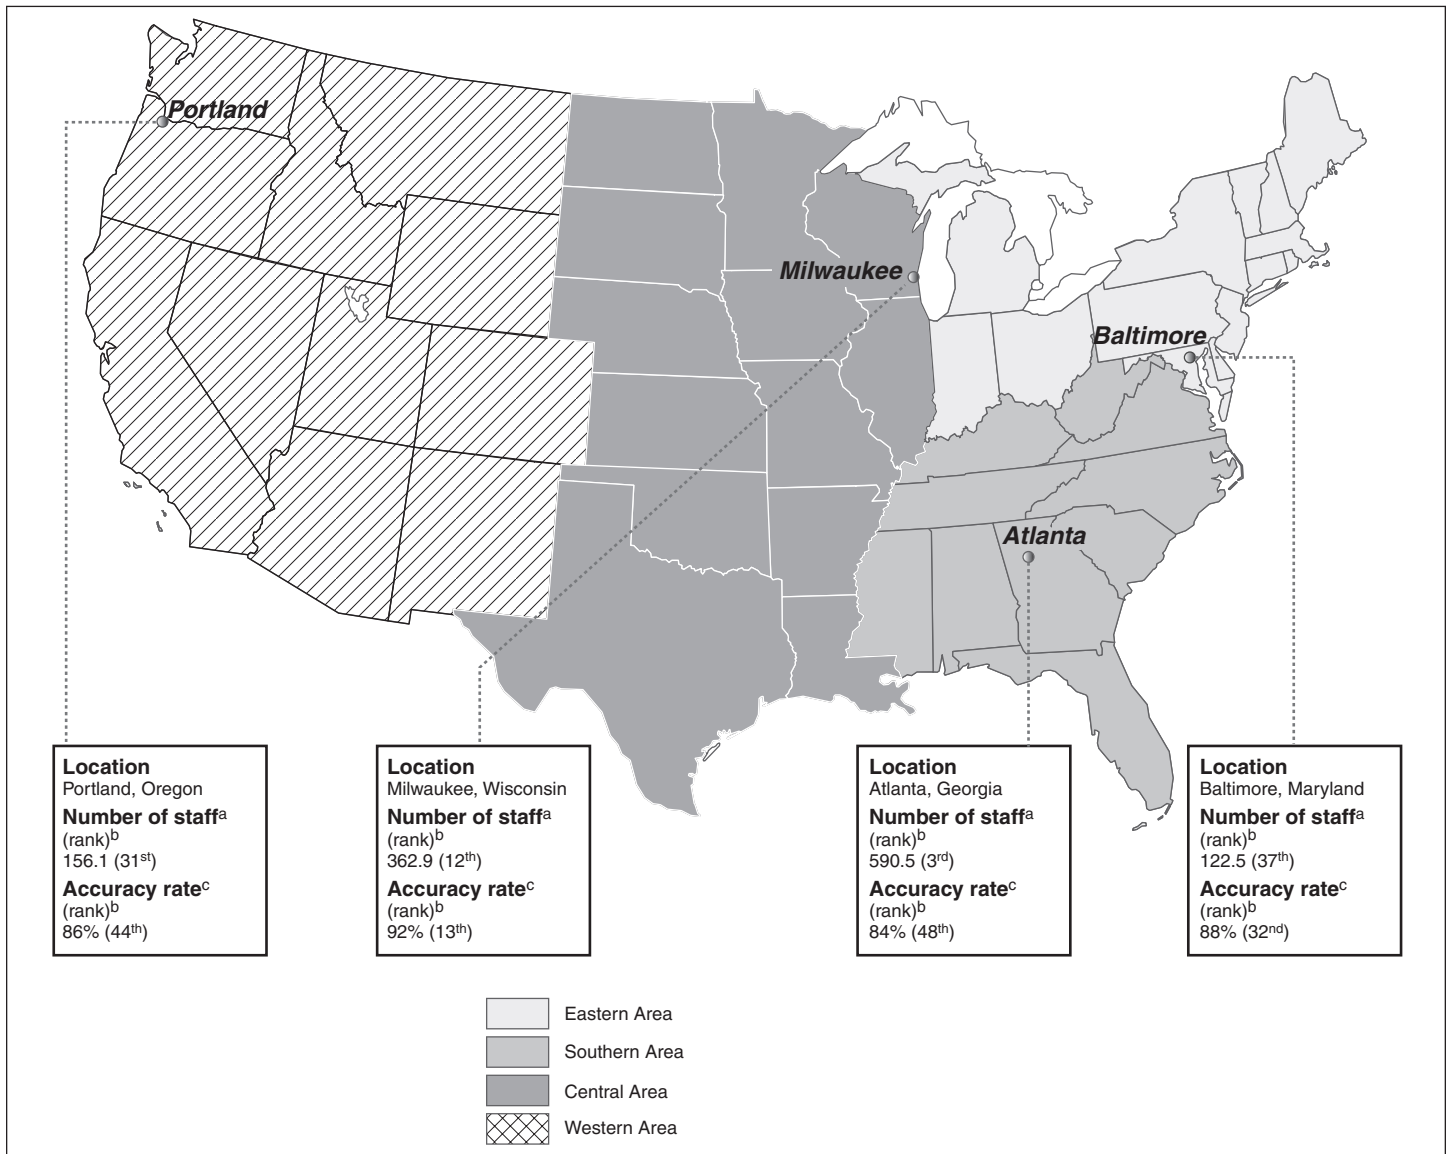 Portland
Milwaukee
Baltimore
Atlanta
Location
Portland, Oregon
Number of staffa
(rank)b
156.1 (31st)
Accuracy ratec
(rank)b
86% (44th)
Location
Milwaukee, Wisconsin
Number of staffa
(rank)b
362.9 (12th)
Accuracy ratec
(rank)b
92% (13th)
Location
Atlanta, Georgia
Number of staffa
(rank)b
590.5 (3rd)
Accuracy ratec
(rank)b
84% (48th)
Location
Baltimore, Maryland
Number of staffa
(rank)b
122.5 (37th)
Accuracy ratec
(rank)b
88% (32nd)
Eastern Area
Southern Area
Central Area
Western Area